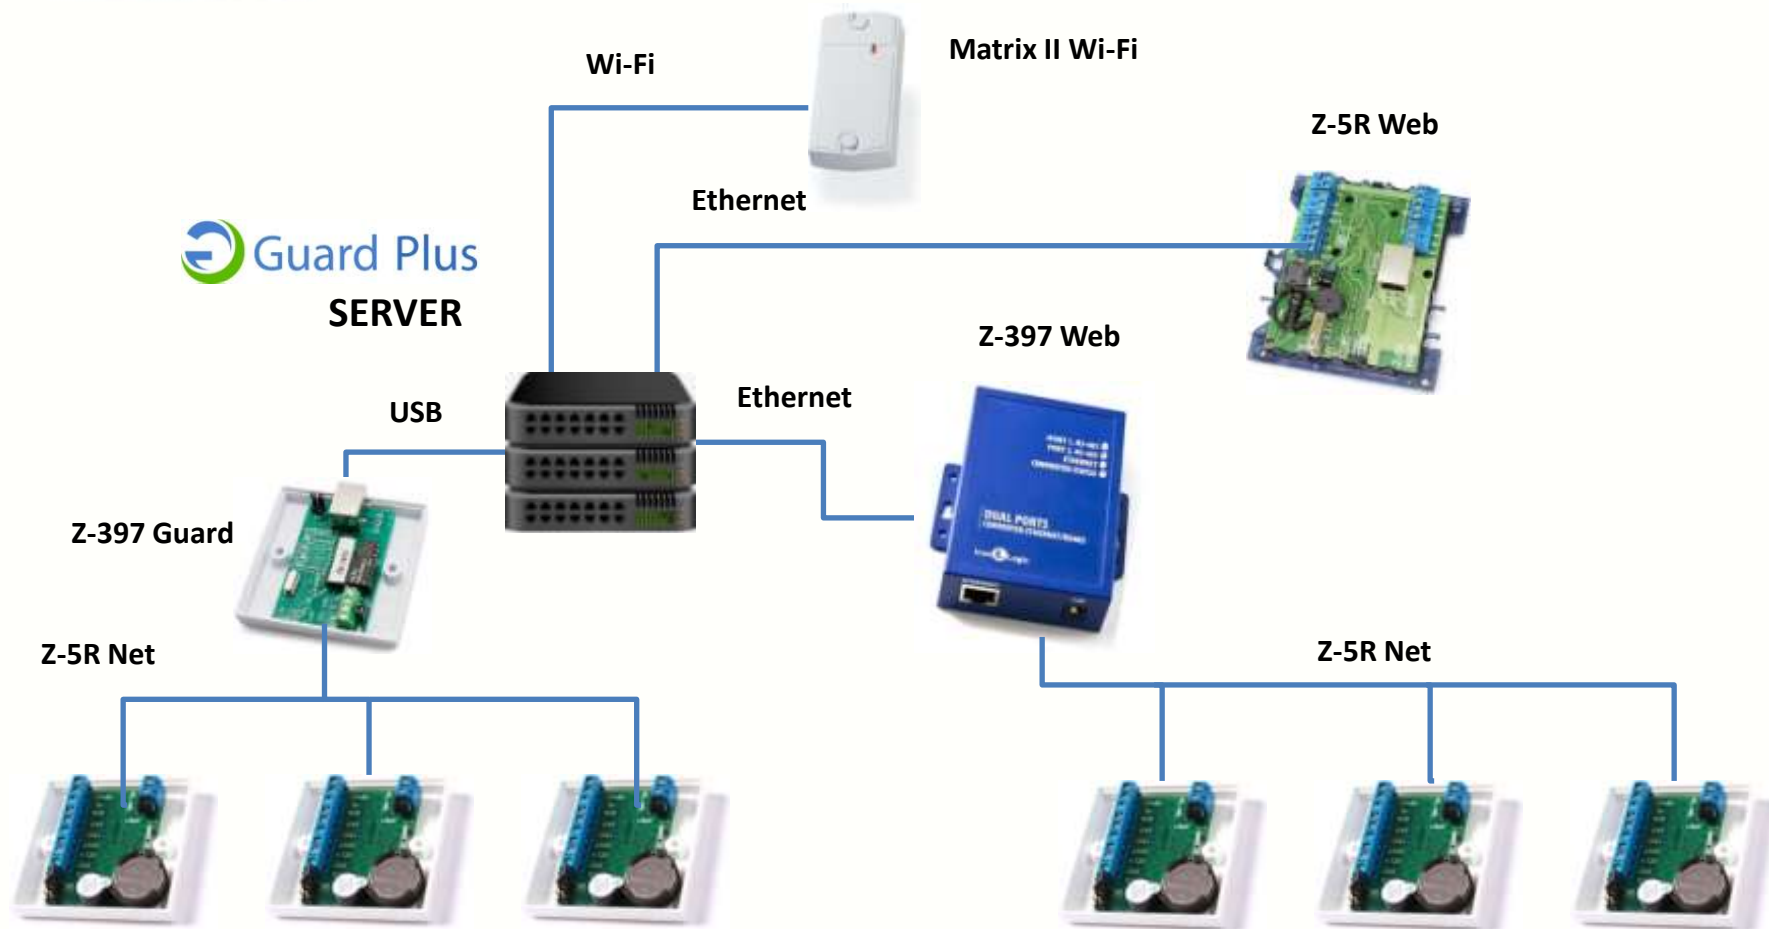 Wi-Fi
Matrix II Wi-Fi
Z-5R Web
Ethernet
Guard Plus
SERVER
Z-397 Web
USB
Ethernet
Z-397 Guard
DUAL PORTS
Z-5R Net
Z-5R Net